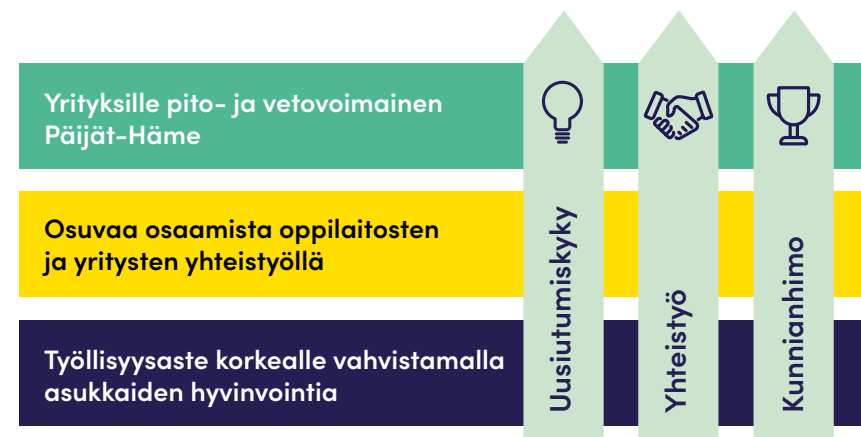 Yrityksille pito- ja vetovoimainen
Päijät-Häme
Osuvaa osaamista oppilaitosten
ja yritysten yhteistyöllä
Työllisyysaste korkealle vahvistamalla
asukkaiden hyvinvointia
Uusiutumiskyky
Yhteistyö
Kunnianhimo